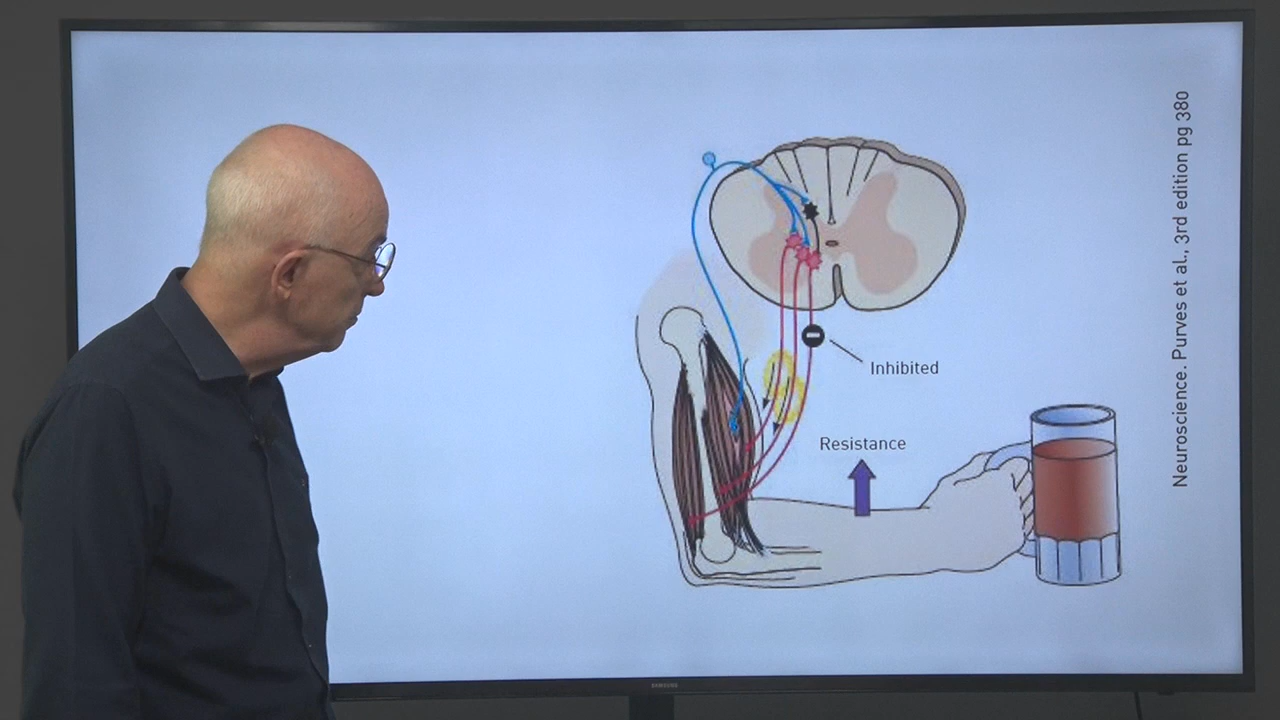 Inhibited
Resistance
Neuroscience. Purves et al., 3rd edition pg 380
SAMSUNG